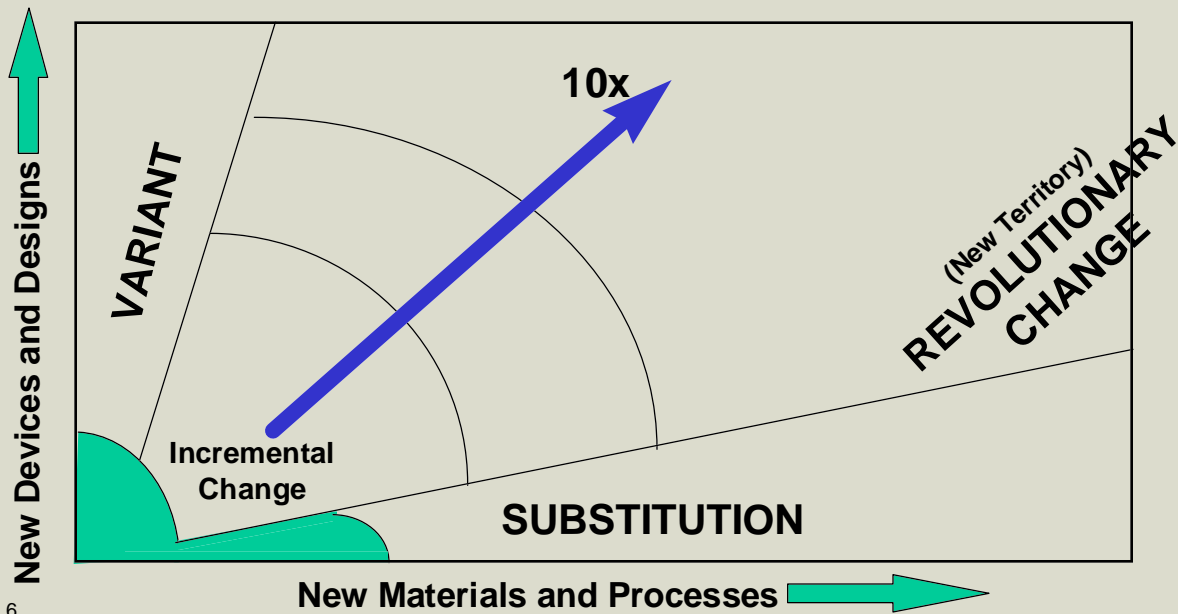 10x
New Devices and Designs
VARIANT
(New Territory)
REVOLUTIONARY
CHANGE
Incremental
Change
SUBSTITUTION
New Materials and Processes
6